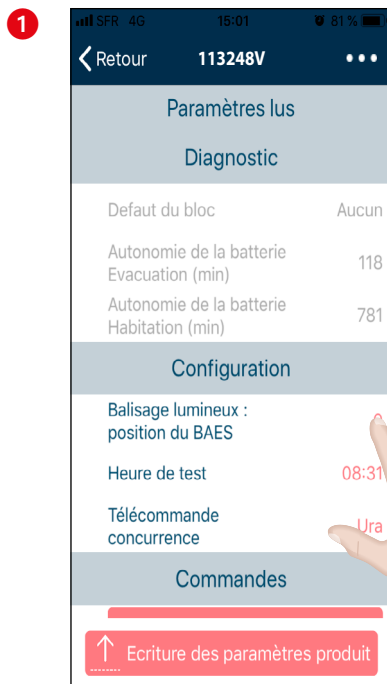 1
SFR 4G 15:01 81 %
Retour 113248V
Paramètres lus
Diagnostic
Defaut du bloc Aucun
Autonomie de la batterie
Evacuation (min) 118
Autonomie de la batterie
Habitation (min) 781
Configuration
Balisage lumineux :
position du BAES
Heure de test 08:31
Télécommande
concurrence Ura
Commandes
Ecriture des paramètres produit